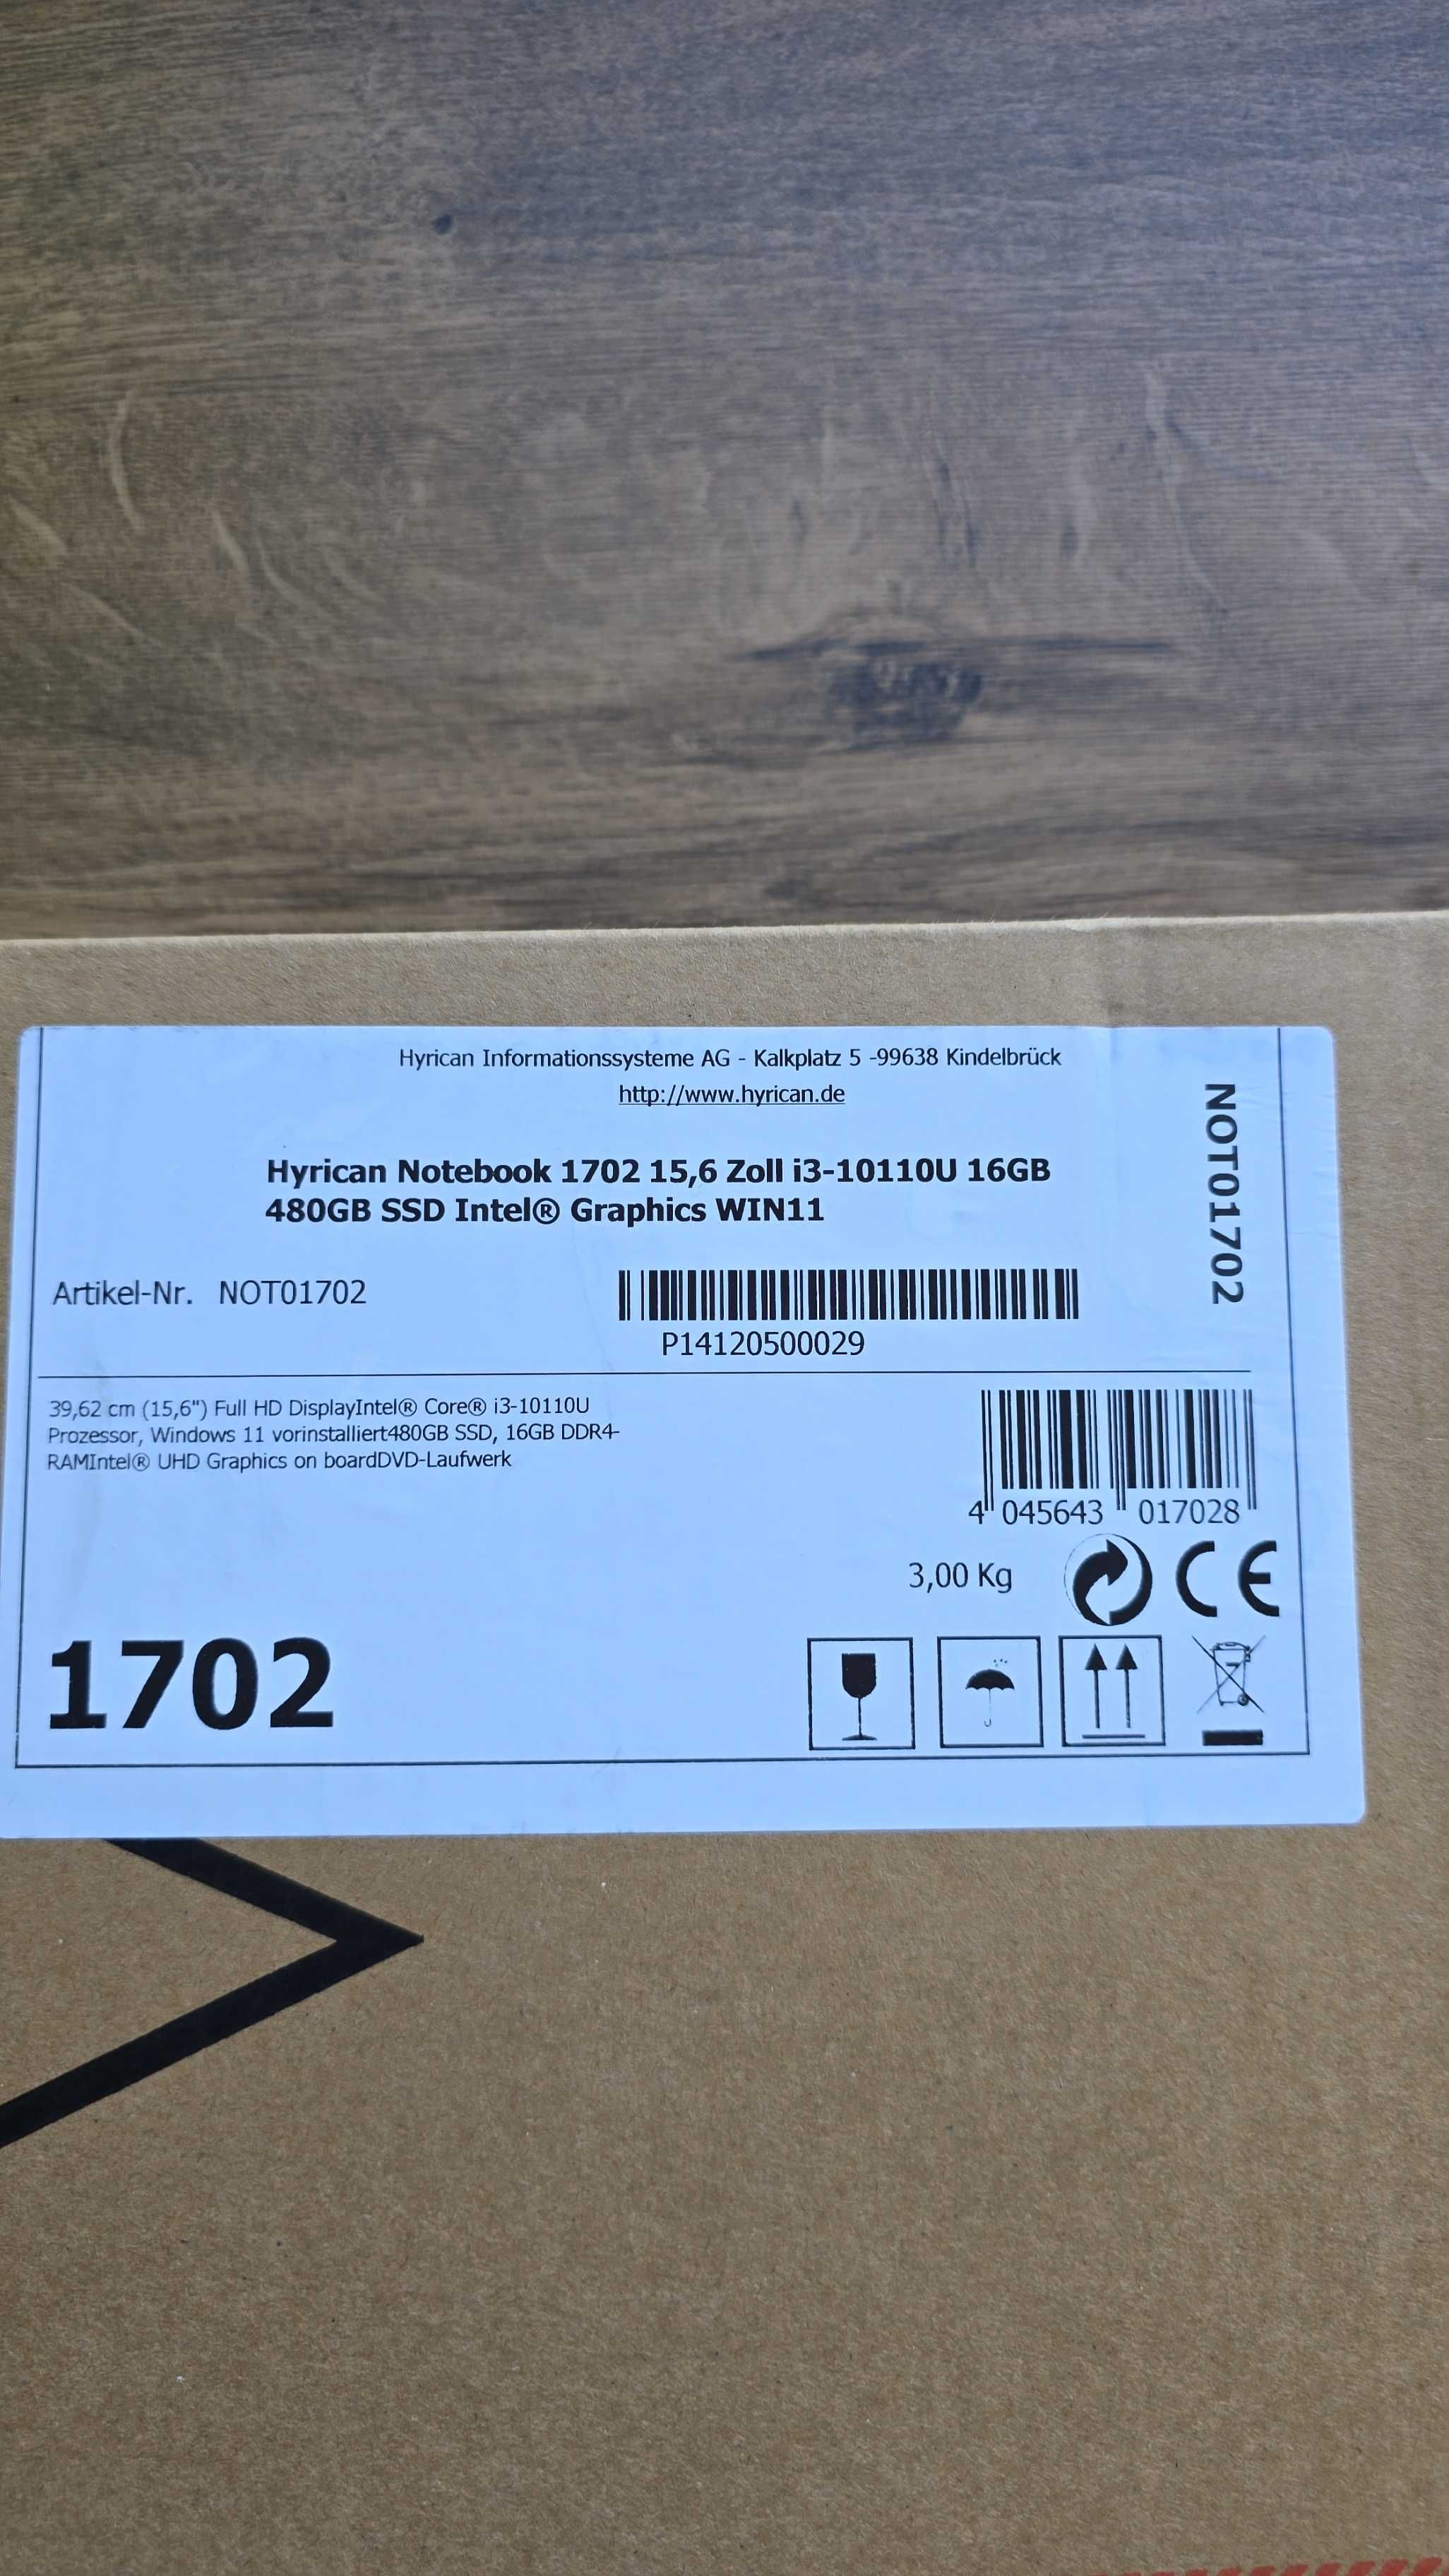 Hyrican Informationssysteme AG - Kalkplatz 5 -99638 Kindelbrück
http://www.hyrican.de
NOT01702
Hyrican Notebook 1702 15,6 Zoll i3-10110U 16GB
480GB SSD Intel® Graphics WIN11
Artikel-Nr. NOT01702
P14120500029
39,62 cm (15,6") Full HD DisplayIntel® Core® i3-10110U
Prozessor, Windows 11 vorinstalliert480GB SSD, 16GB DDR4-
RAMIntel® UHD Graphics on boardDVD-Laufwerk
4 045643 017028
3,00 Kg
CE
1702